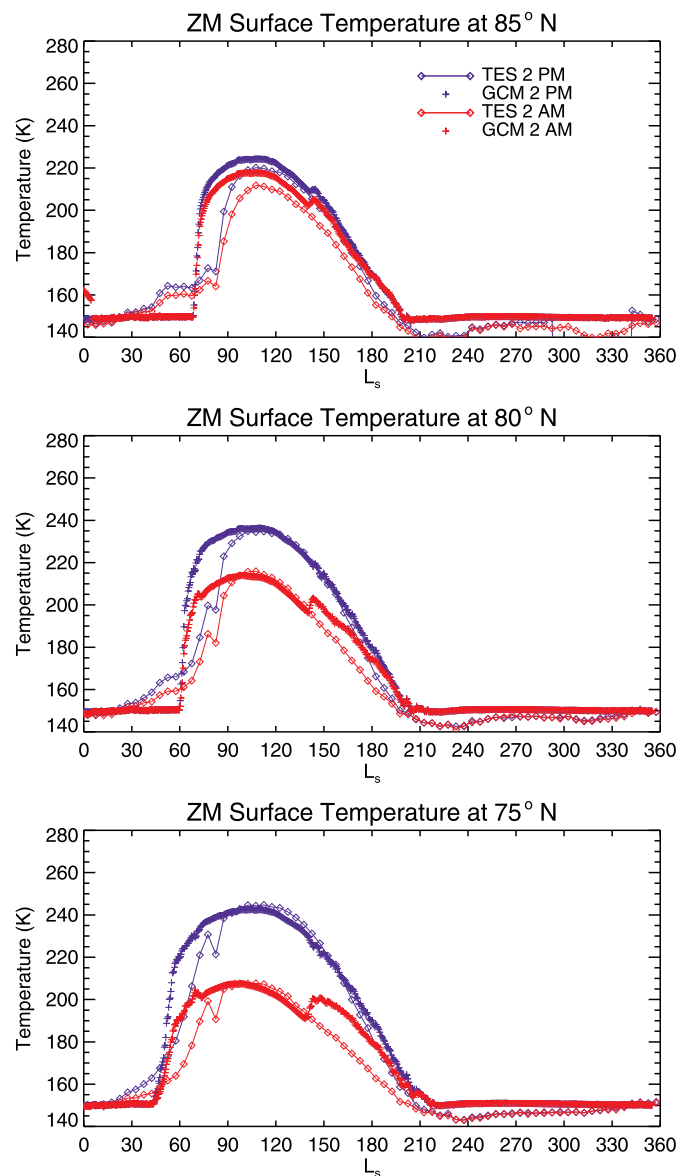 ZM Surface Temperature at 85° N
280
260
240
220
200
180
160
140
Temperature (K)
TES 2 PM
GCM 2 PM
TES 2 AM
GCM 2 AM
0 30 60 90 120 150 180 210 240 270 300 330 360
Ls
ZM Surface Temperature at 80° N
280
260
240
220
200
180
160
140
Temperature (K)
0 30 60 90 120 150 180 210 240 270 300 330 360
Ls
ZM Surface Temperature at 75° N
280
260
240
220
200
180
160
140
Temperature (K)
0 30 60 90 120 150 180 210 240 270 300 330 360
Ls